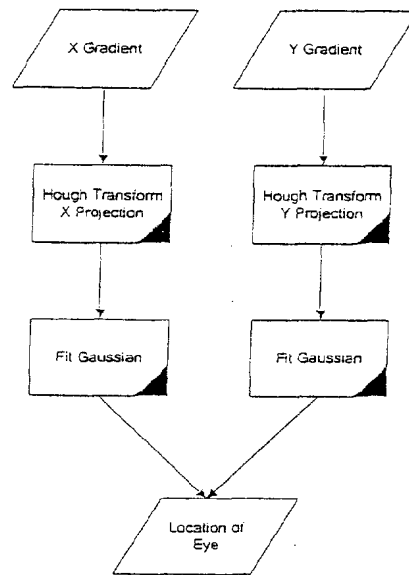 X Gradient
Y Gradient
Hough Transform
X Projection
Hough Transform
Y Projection
Fit Gaussian
Fit Gaussian
Location of
Eye